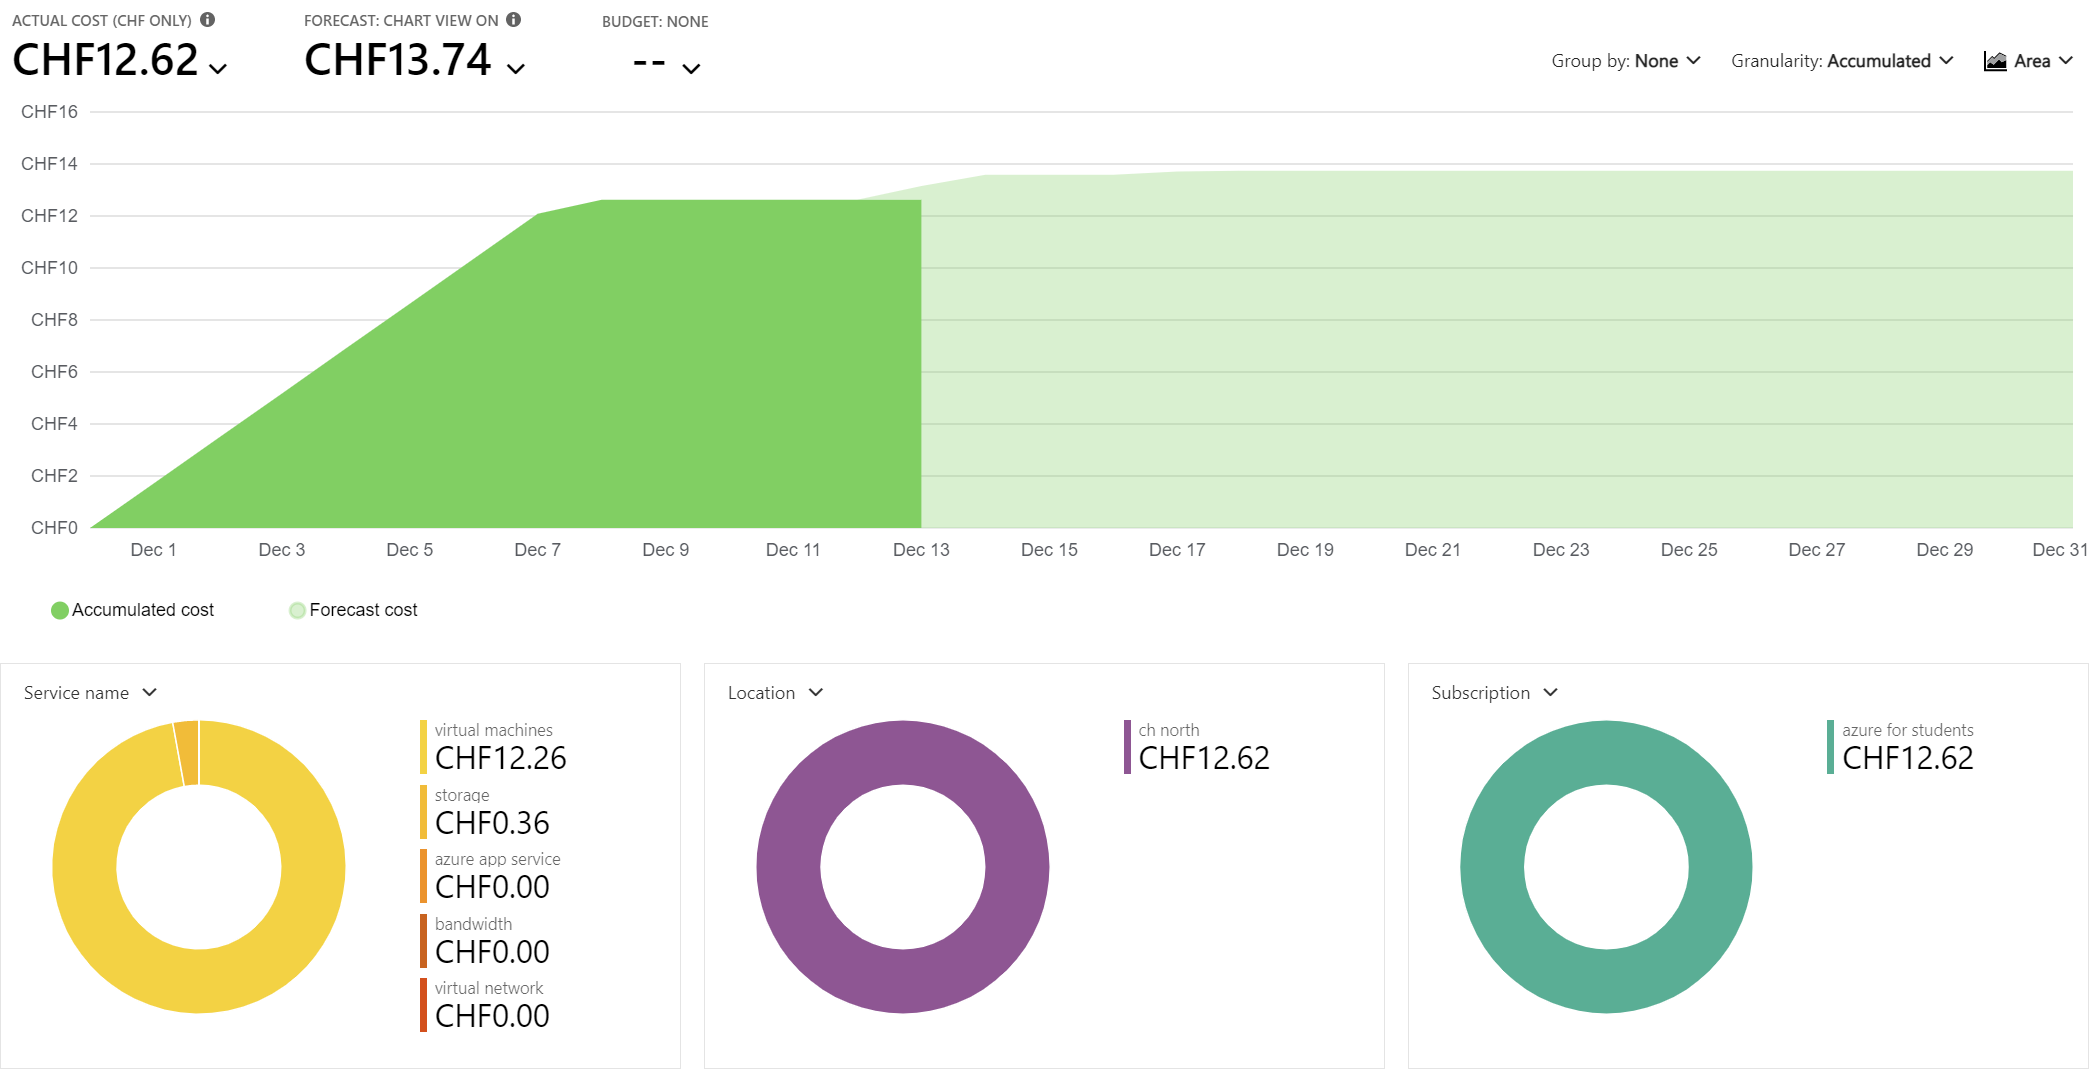 ACTUAL COST (CHF ONLY)
CHF12.62
FORECAST: CHART VIEW ON
CHF13.74
BUDGET: NONE
--
Group by: None
Granularity: Accumulated
Area
CHF16
CHF14
CHF12
CHF10
CHF8
CHF6
CHF4
CHF2
CHF0
Dec 1 Dec 3 Dec 5 Dec 7 Dec 9 Dec 11 Dec 13 Dec 15 Dec 17 Dec 19 Dec 21 Dec 23 Dec 25 Dec 27 Dec 29 Dec 31
Accumulated cost
Forecast cost
Service name
virtual machines
CHF12.26
storage
CHF0.36
azure app service
CHF0.00
bandwidth
CHF0.00
virtual network
CHF0.00
Location
ch north
CHF12.62
Subscription
azure for students
CHF12.62